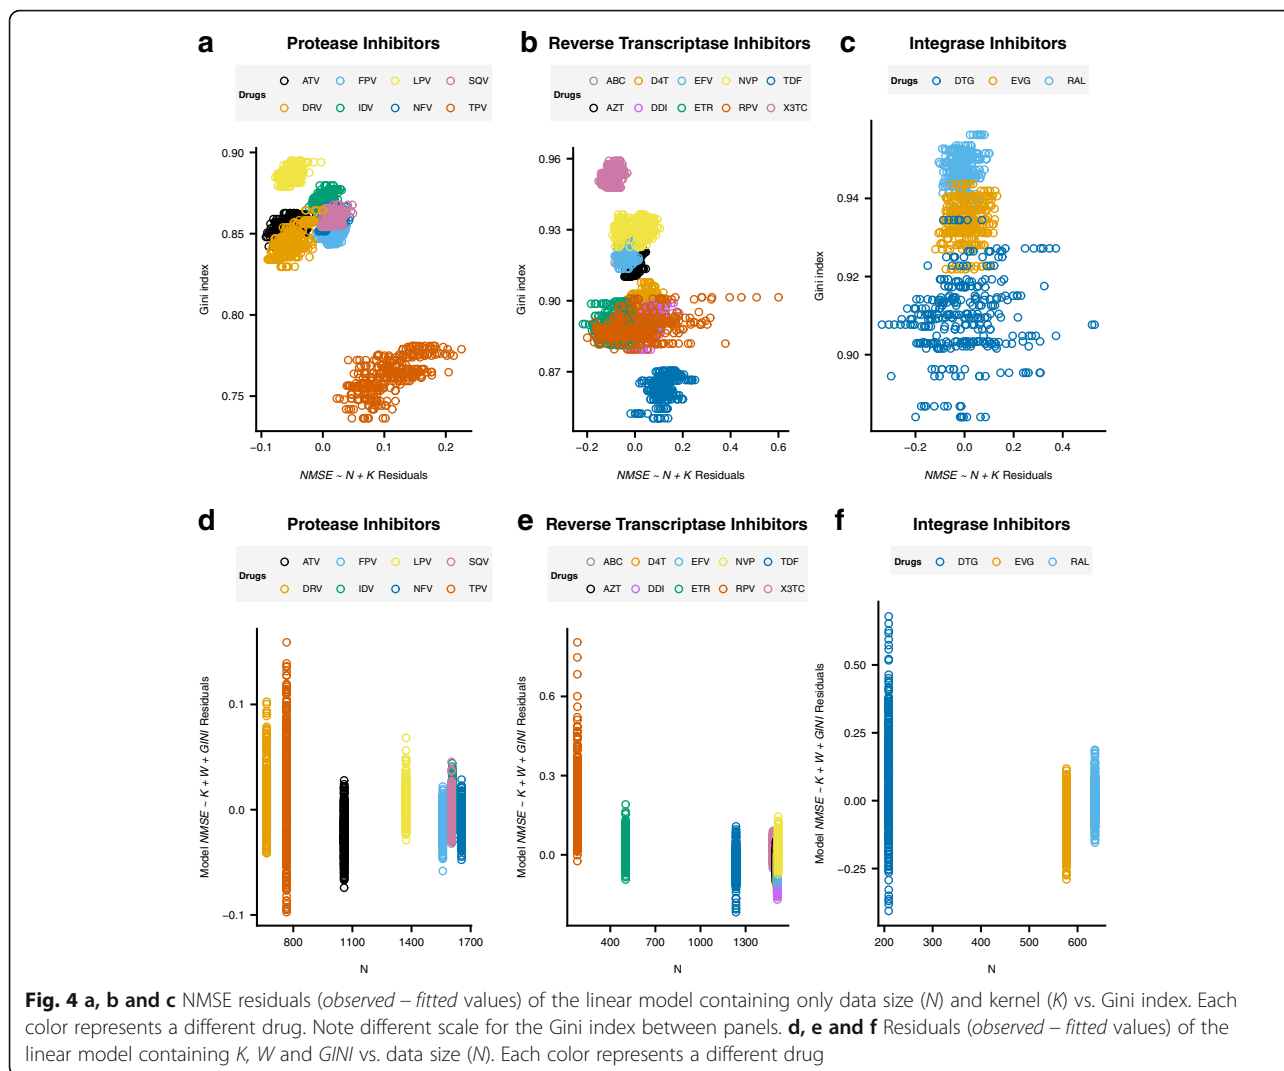 a Protease Inhibitors
Drugs
ATV FPV LPV SQV
DRV IDV NFV TPV
0.90
0.85
0.80
0.75
Gini index
−0.1 0.0 0.1 0.2
NMSE ~ N + K Residuals
b Reverse Transcriptase Inhibitors
Drugs
ABC D4T EFV NVP TDF
AZT DDI ETR RPV X3TC
0.96
0.93
0.90
0.87
Gini index
−0.2 0.0 0.2 0.4 0.6
NMSE ~ N + K Residuals
c Integrase Inhibitors
Drugs DTG EVG RAL
0.94
0.92
0.90
Gini index
−0.2 0.0 0.2 0.4
NMSE ~ N + K Residuals
d Protease Inhibitors
Drugs
ATV FPV LPV SQV
DRV IDV NFV TPV
0.1
0.0
−0.1
Model NMSE ~ K + W + GINI Residuals
800 1100 1400 1700
N
e Reverse Transcriptase Inhibitors
Drugs
ABC D4T EFV NVP TDF
AZT DDI ETR RPV X3TC
0.6
0.3
0.0
Model NMSE ~ K + W + GINI Residuals
400 700 1000 1300
N
f Integrase Inhibitors
Drugs DTG EVG RAL
0.50
0.25
0.00
−0.25
Model NMSE ~ K + W + GINI Residuals
200 300 400 500 600
N
Fig. 4 a, b and c NMSE residuals (observed – fitted values) of the linear model containing only data size (N) and kernel (K) vs. Gini index. Each
color represents a different drug. Note different scale for the Gini index between panels. d, e and f Residuals (observed – fitted values) of the
linear model containing K, W and GINI vs. data size (N). Each color represents a different drug